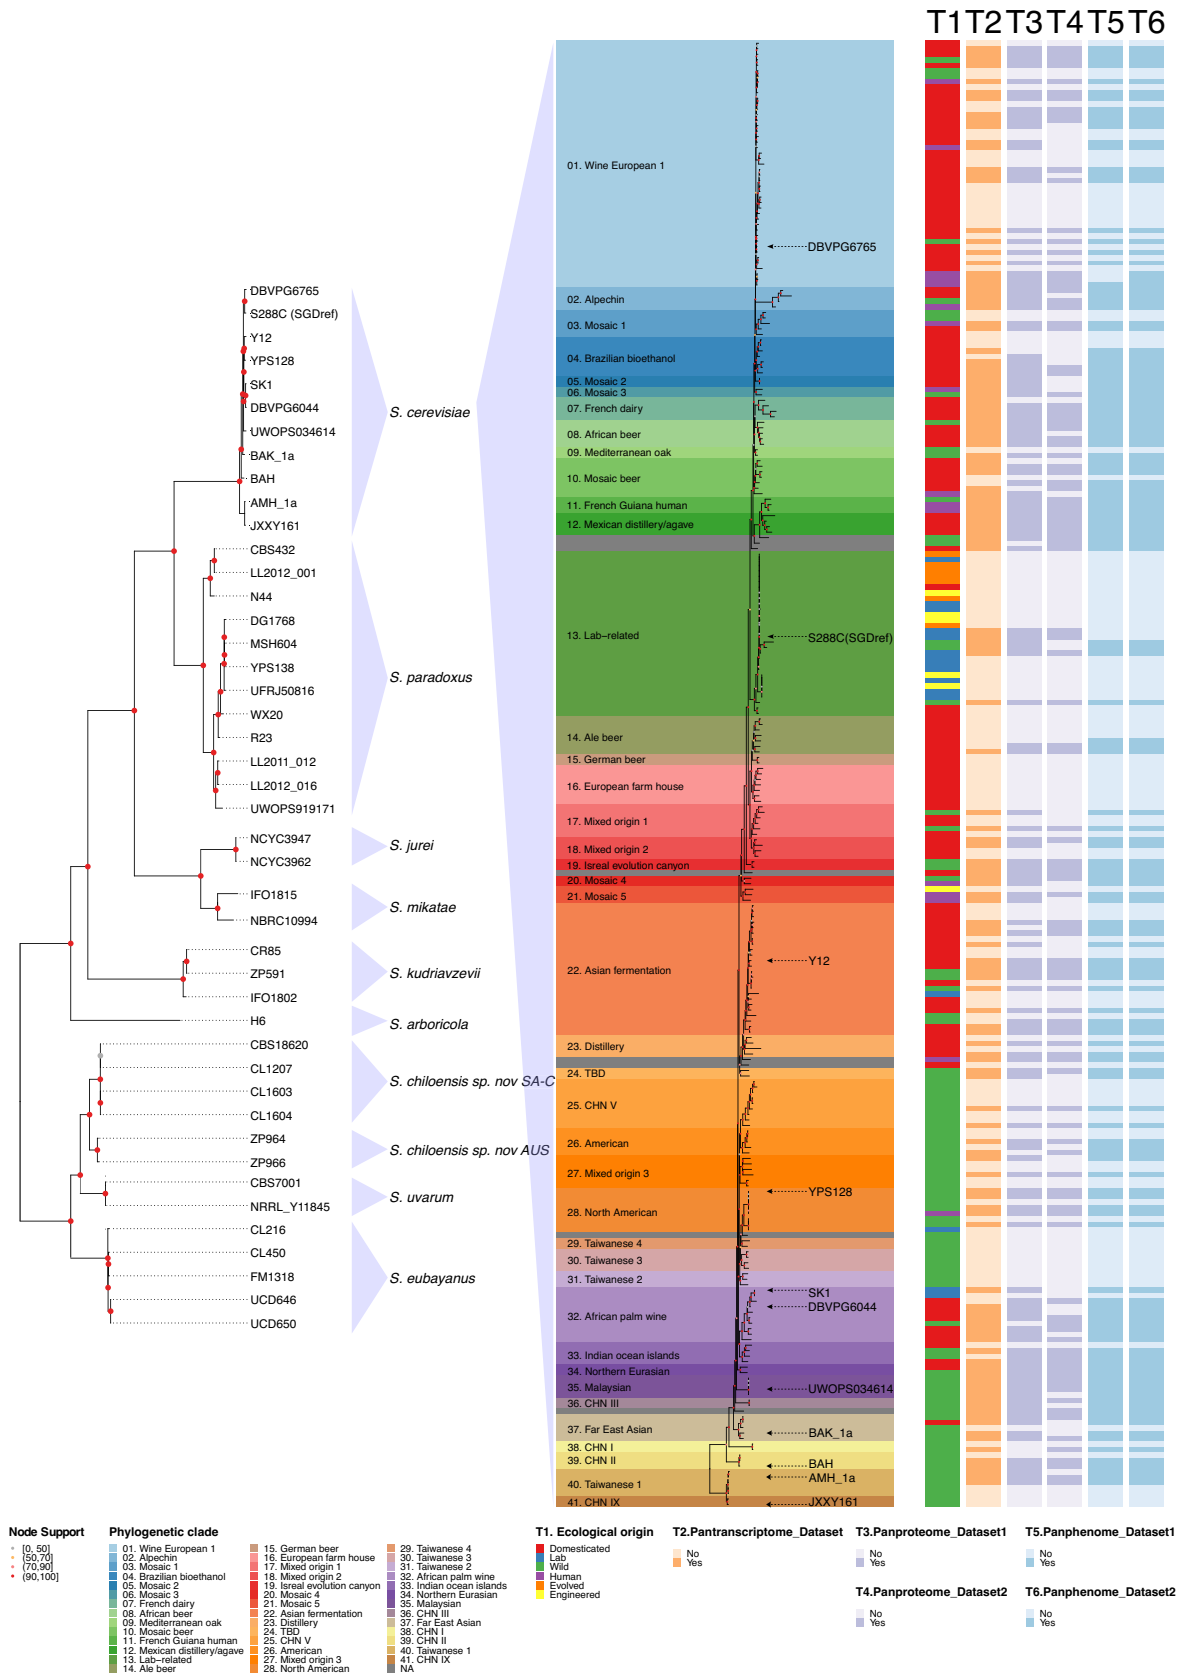 T1 T2 T3 T4 T5 T6
DBVPG6765
S288C (SGDref)
Y12
YPS128
SK1
DBVPG6044
UWOPS034614
BAK_1a
BAH
AMH_1a
JXXY161
CBS432
LL2012_001
N44
DG1768
MSH604
YPS138
UFRJ50816
WX20
R23
LL2011_012
LL2012_016
UWOPS919171
NCYC3947
NCYC3962
IFO1815
NBRC10994
CR85
ZP591
IFO1802
H6
CBS18620
CL1207
CL1603
CL1604
ZP964
ZP966
CBS7001
NRRL_Y11845
CL216
CL450
FM1318
UCD646
UCD650
S. cerevisiae
S. paradoxus
S. jurei
S. mikatae
S. kudriavzevii
S. arboricola
S. chiloensis sp. nov SA-C
S. chiloensis sp. nov AUS
S. uvarum
S. eubayanus
01. Wine European 1
02. Alpechin
03. Mosaic 1
04. Brazilian bioethanol
05. Mosaic 2
06. Mosaic 3
07. French dairy
08. African beer
09. Mediterranean oak
10. Mosaic beer
11. French Guiana human
12. Mexican distillery/agave
13. Lab-related
14. Ale beer
15. German beer
16. European farm house
17. Mixed origin 1
18. Mixed origin 2
19. Isreal evolution canyon
20. Mosaic 4
21. Mosaic 5
22. Asian fermentation
23. Distillery
24. TBD
25. CHN V
26. American
27. Mixed origin 3
28. North American
29. Taiwanese 4
30. Taiwanese 3
31. Taiwanese 2
32. African palm wine
33. Indian ocean islands
34. Northern Eurasian
35. Malaysian
36. CHN III
37. Far East Asian
38. CHN I
39. CHN II
40. Taiwanese 1
41. CHN IX
DBVPG6765
S288C(SGDref)
Y12
YPS128
SK1
DBVPG6044
UWOPS034614
BAK_1a
BAH
AMH_1a
JXXY161
Node Support
[0, 50]
(50,70]
(70,90]
(90,100]
Phylogenetic clade
01. Wine European 1
02. Alpechin
03. Mosaic 1
04. Brazilian bioethanol
05. Mosaic 2
06. Mosaic 3
07. French dairy
08. African beer
09. Mediterranean oak
10. Mosaic beer
11. French Guiana human
12. Mexican distillery/agave
13. Lab-related
14. Ale beer
15. German beer
16. European farm house
17. Mixed origin 1
18. Mixed origin 2
19. Isreal evolution canyon
20. Mosaic 4
21. Mosaic 5
22. Asian fermentation
23. Distillery
24. TBD
25. CHN V
26. American
27. Mixed origin 3
28. North American
29. Taiwanese 4
30. Taiwanese 3
31. Taiwanese 2
32. African palm wine
33. Indian ocean islands
34. Northern Eurasian
35. Malaysian
36. CHN III
37. Far East Asian
38. CHN I
39. CHN II
40. Taiwanese 1
41. CHN IX
NA
T1. Ecological origin
Domesticated
Lab
Wild
Human
Evolved
Engineered
T2.Pantranscriptome_Dataset
No
Yes
T3.Panproteome_Dataset1
No
Yes
T4.Panproteome_Dataset2
No
Yes
T5.Panphenome_Dataset1
No
Yes
T6.Panphenome_Dataset2
No
Yes